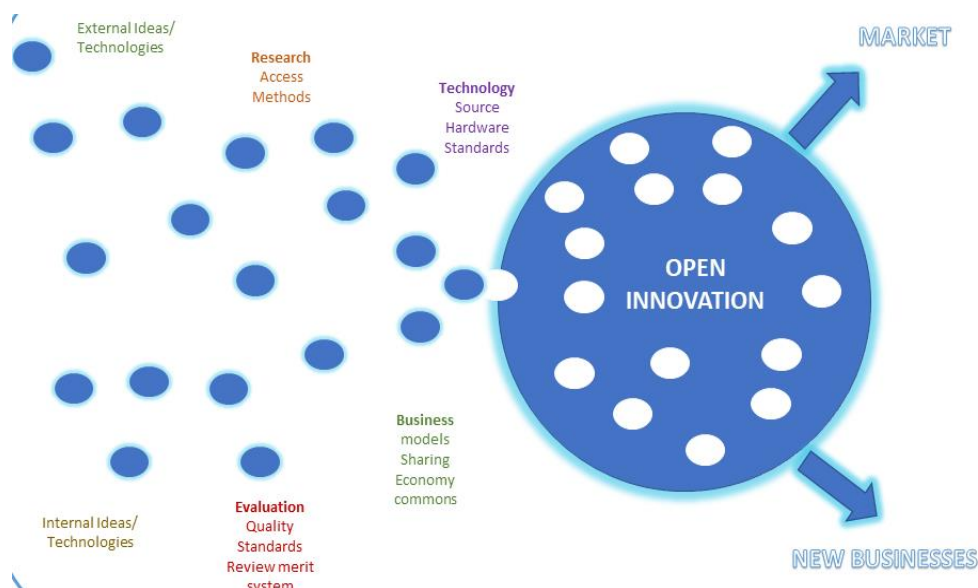 External Ideas/
Technologies
Research
Access
Methods
Technology
Source
Hardware
Standards
MARKET
OPEN
INNOVATION
Business
models
Sharing
Economy
commons
Internal Ideas/
Technologies
Evaluation
Quality
Standards
Review merit
system
NEW BUSINESSES